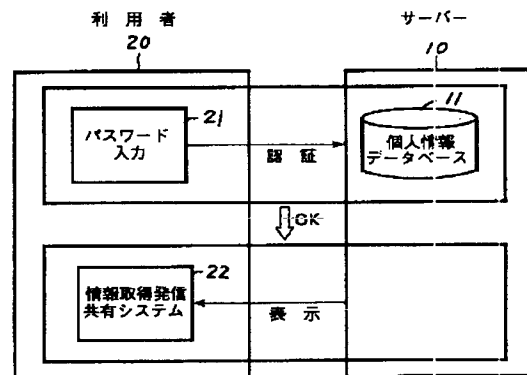 利用者
20
サーバー
10
パスワード
入力
21
認証
11
個人情報
データベース
OK
情報取得発信
共有システム
22
表示